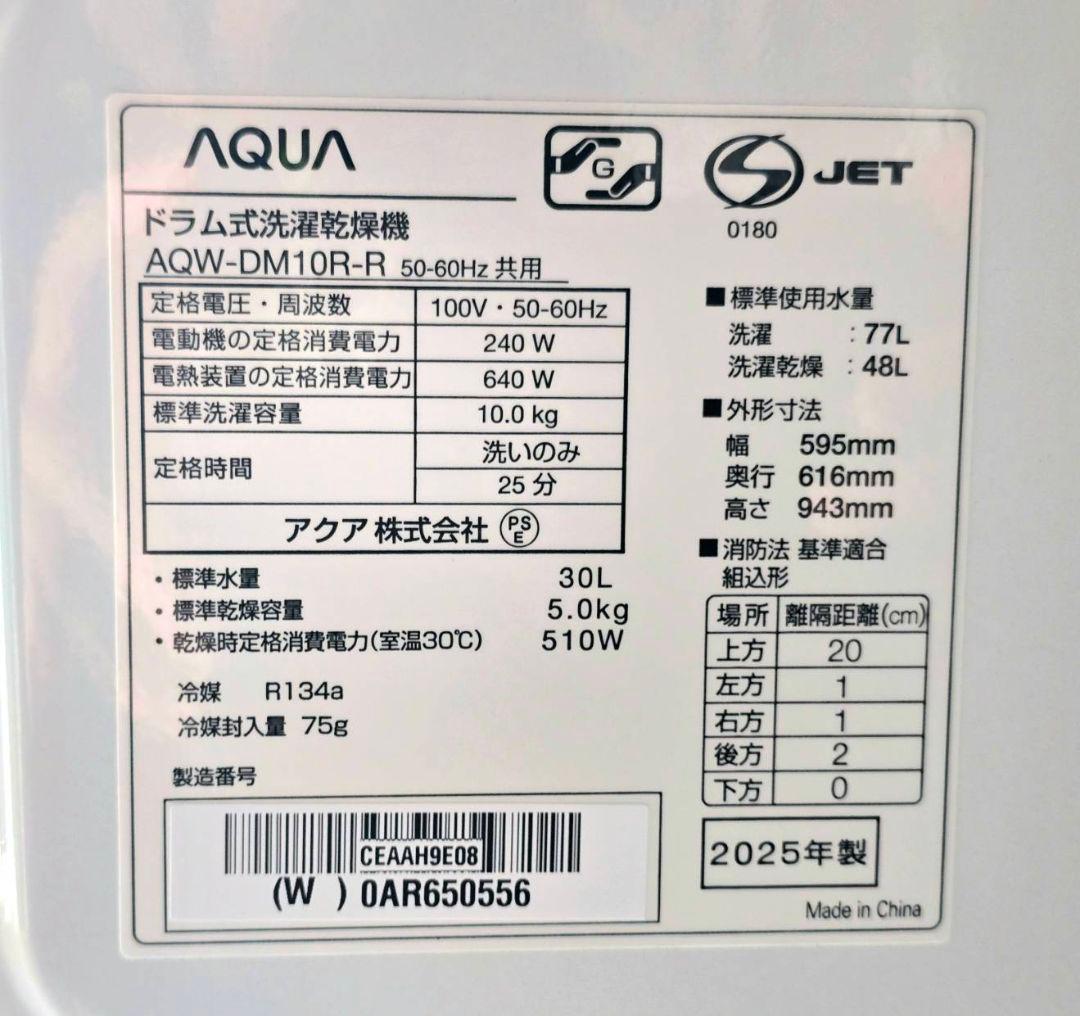 AQUA
G
JET
0180
ドラム式洗濯乾燥機
AQW-DM10R-R 50-60Hz 共用
定格電圧・周波数 100V・50-60Hz
電動機の定格消費電力 240 W
電熱装置の定格消費電力 640 W
標準洗濯容量 10.0 kg
定格時間 洗いのみ
25 分
アクア 株式会社 PSE
・標準水量 30L
・標準乾燥容量 5.0kg
・乾燥時定格消費電力(室温30℃) 510W
冷媒 R134a
冷媒封入量 75g
製造番号
CEAAH9E08
(W ) 0AR650556
■標準使用水量
洗濯 : 77L
洗濯乾燥 : 48L
■外形寸法
幅 595mm
奥行 616mm
高さ 943mm
■消防法 基準適合
組込形
場所 離隔距離(cm)
上方 20
左方 1
右方 1
後方 2
下方 0
2025年製
Made in China